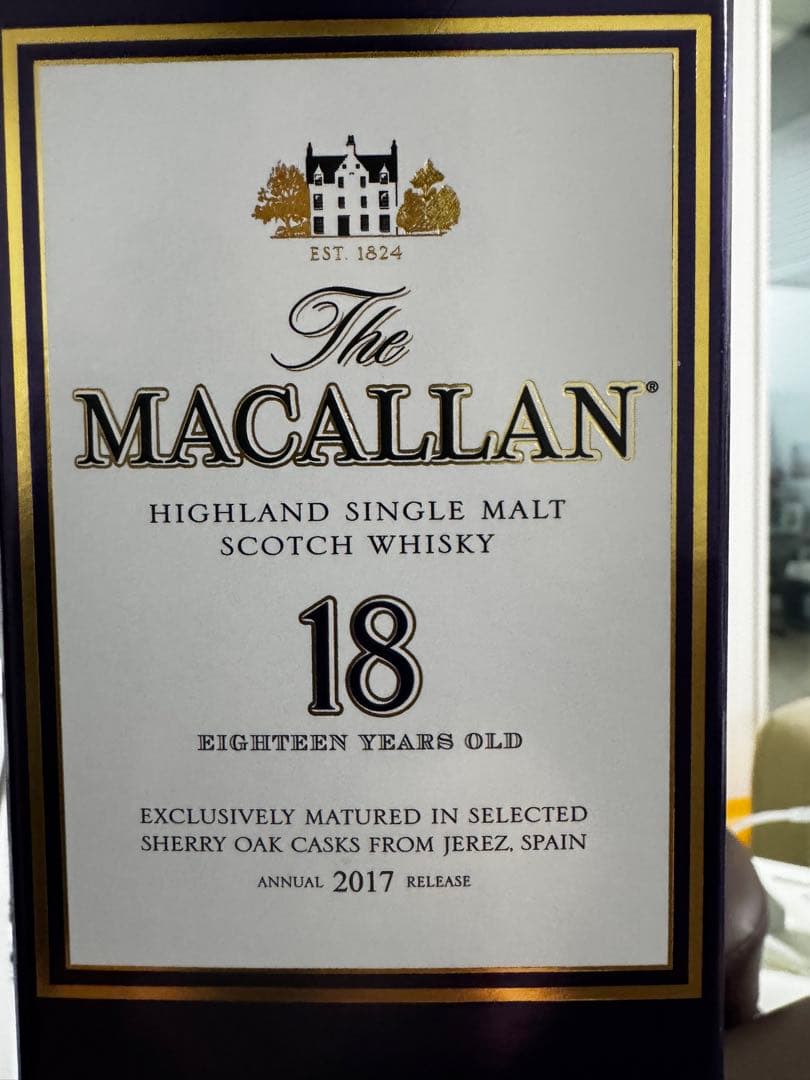 EST. 1824
The
MACALLAN®
HIGHLAND SINGLE MALT
SCOTCH WHISKY
18
EIGHTEEN YEARS OLD
EXCLUSIVELY MATURED IN SELECTED
SHERRY OAK CASKS FROM JEREZ, SPAIN
ANNUAL 2017 RELEASE